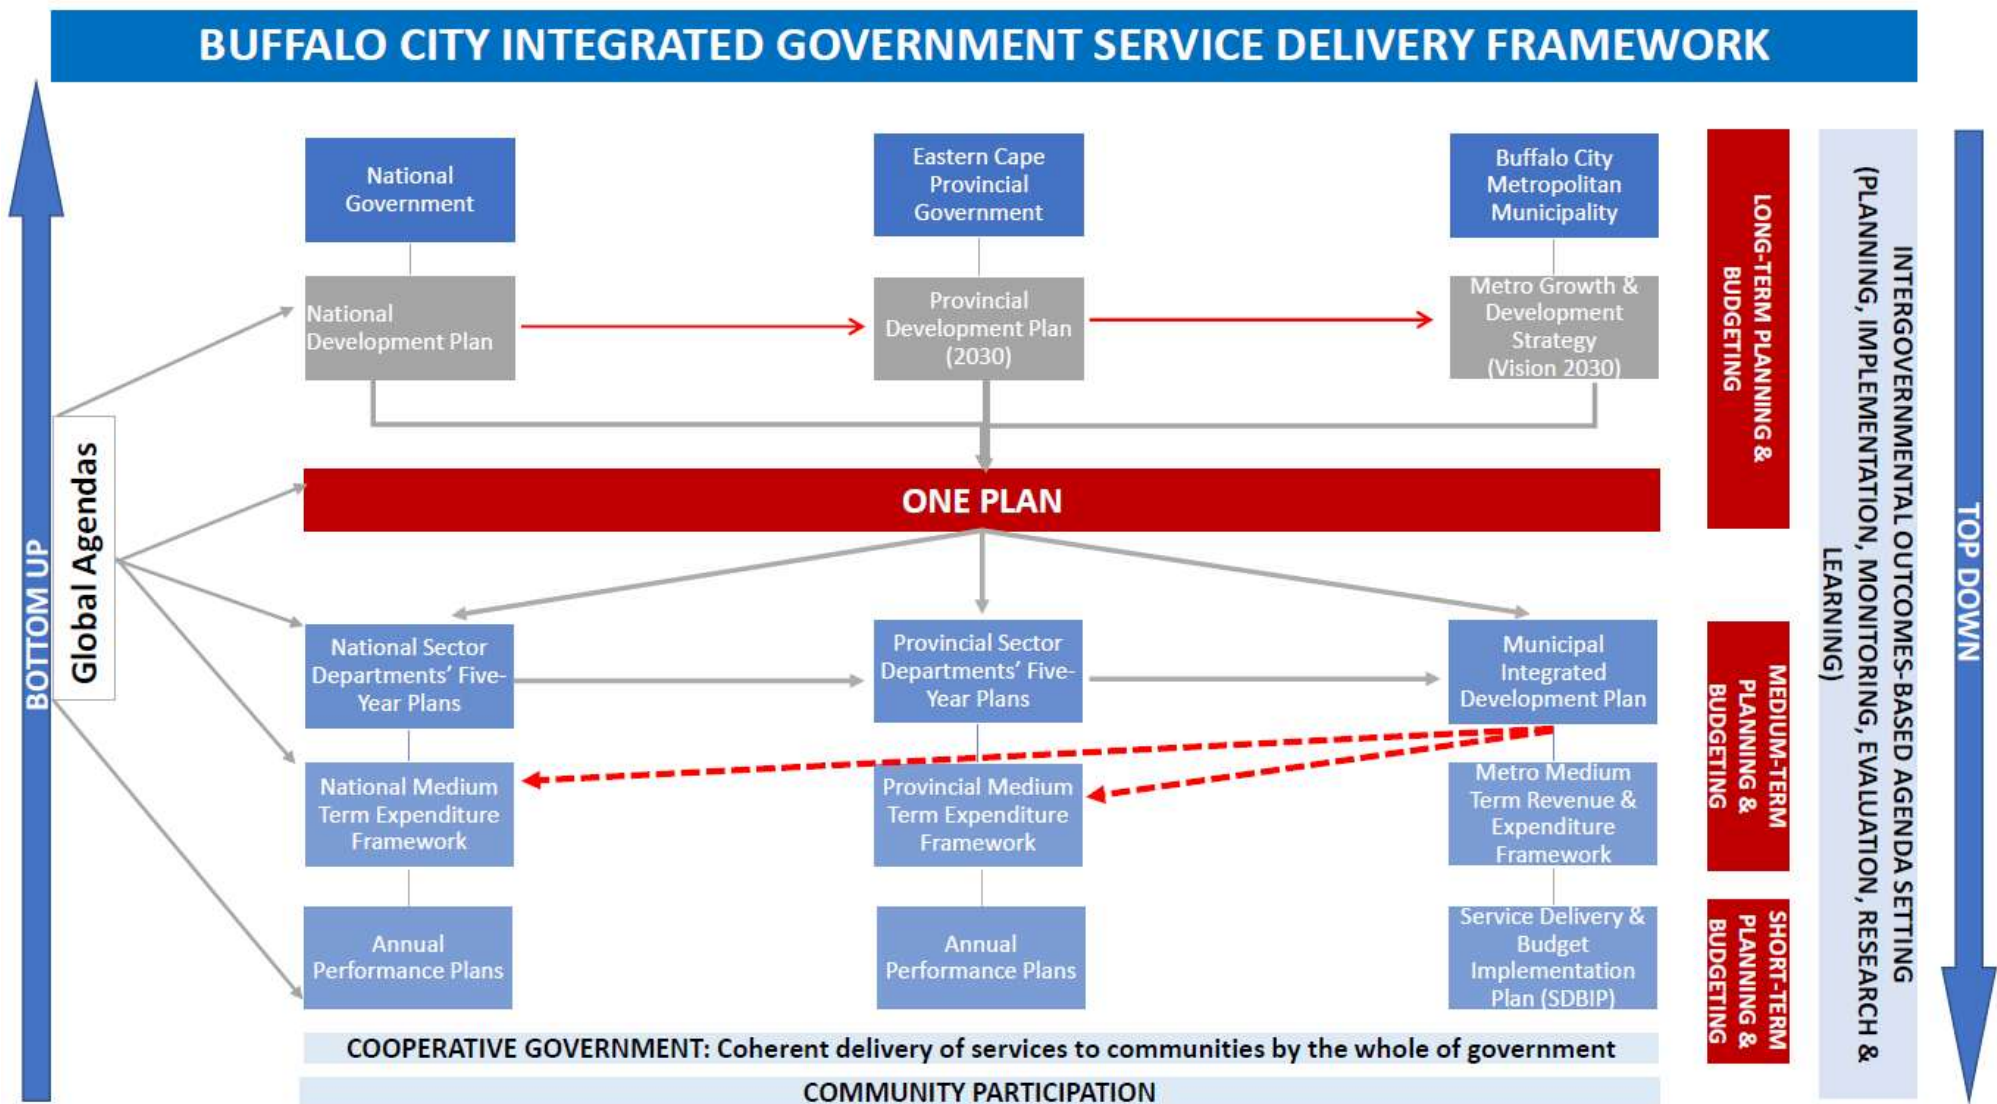 BUFFALO CITY INTEGRATED GOVERNMENT SERVICE DELIVERY FRAMEWORK
BOTTOM UP
Global Agendas
National
Government
Eastern Cape
Provincial
Government
Buffalo City
Metropolitan
Municipality
National
Development Plan
Provincial
Development Plan
(2030)
Metro Growth &
Development
Strategy
(Vision 2030)
ONE PLAN
National Sector
Departments’ Five-
Year Plans
Provincial Sector
Departments’ Five-
Year Plans
Municipal
Integrated
Development Plan
National Medium
Term Expenditure
Framework
Provincial Medium
Term Expenditure
Framework
Metro Medium
Term Revenue &
Expenditure
Framework
Annual
Performance Plans
Annual
Performance Plans
Service Delivery &
Budget
Implementation
Plan (SDBIP)
COOPERATIVE GOVERNMENT: Coherent delivery of services to communities by the whole of government
COMMUNITY PARTICIPATION
LONG-TERM PLANNING &
BUDGETING
MEDIUM-TERM
PLANNING &
BUDGETING
SHORT-TERM
PLANNING &
BUDGETING
INTERGOVERNMENTAL OUTCOMES-BASED AGENDA SETTING
(PLANNING, IMPLEMENTATION, MONITORING, EVALUATION, RESEARCH &
LEARNING)
TOP DOWN